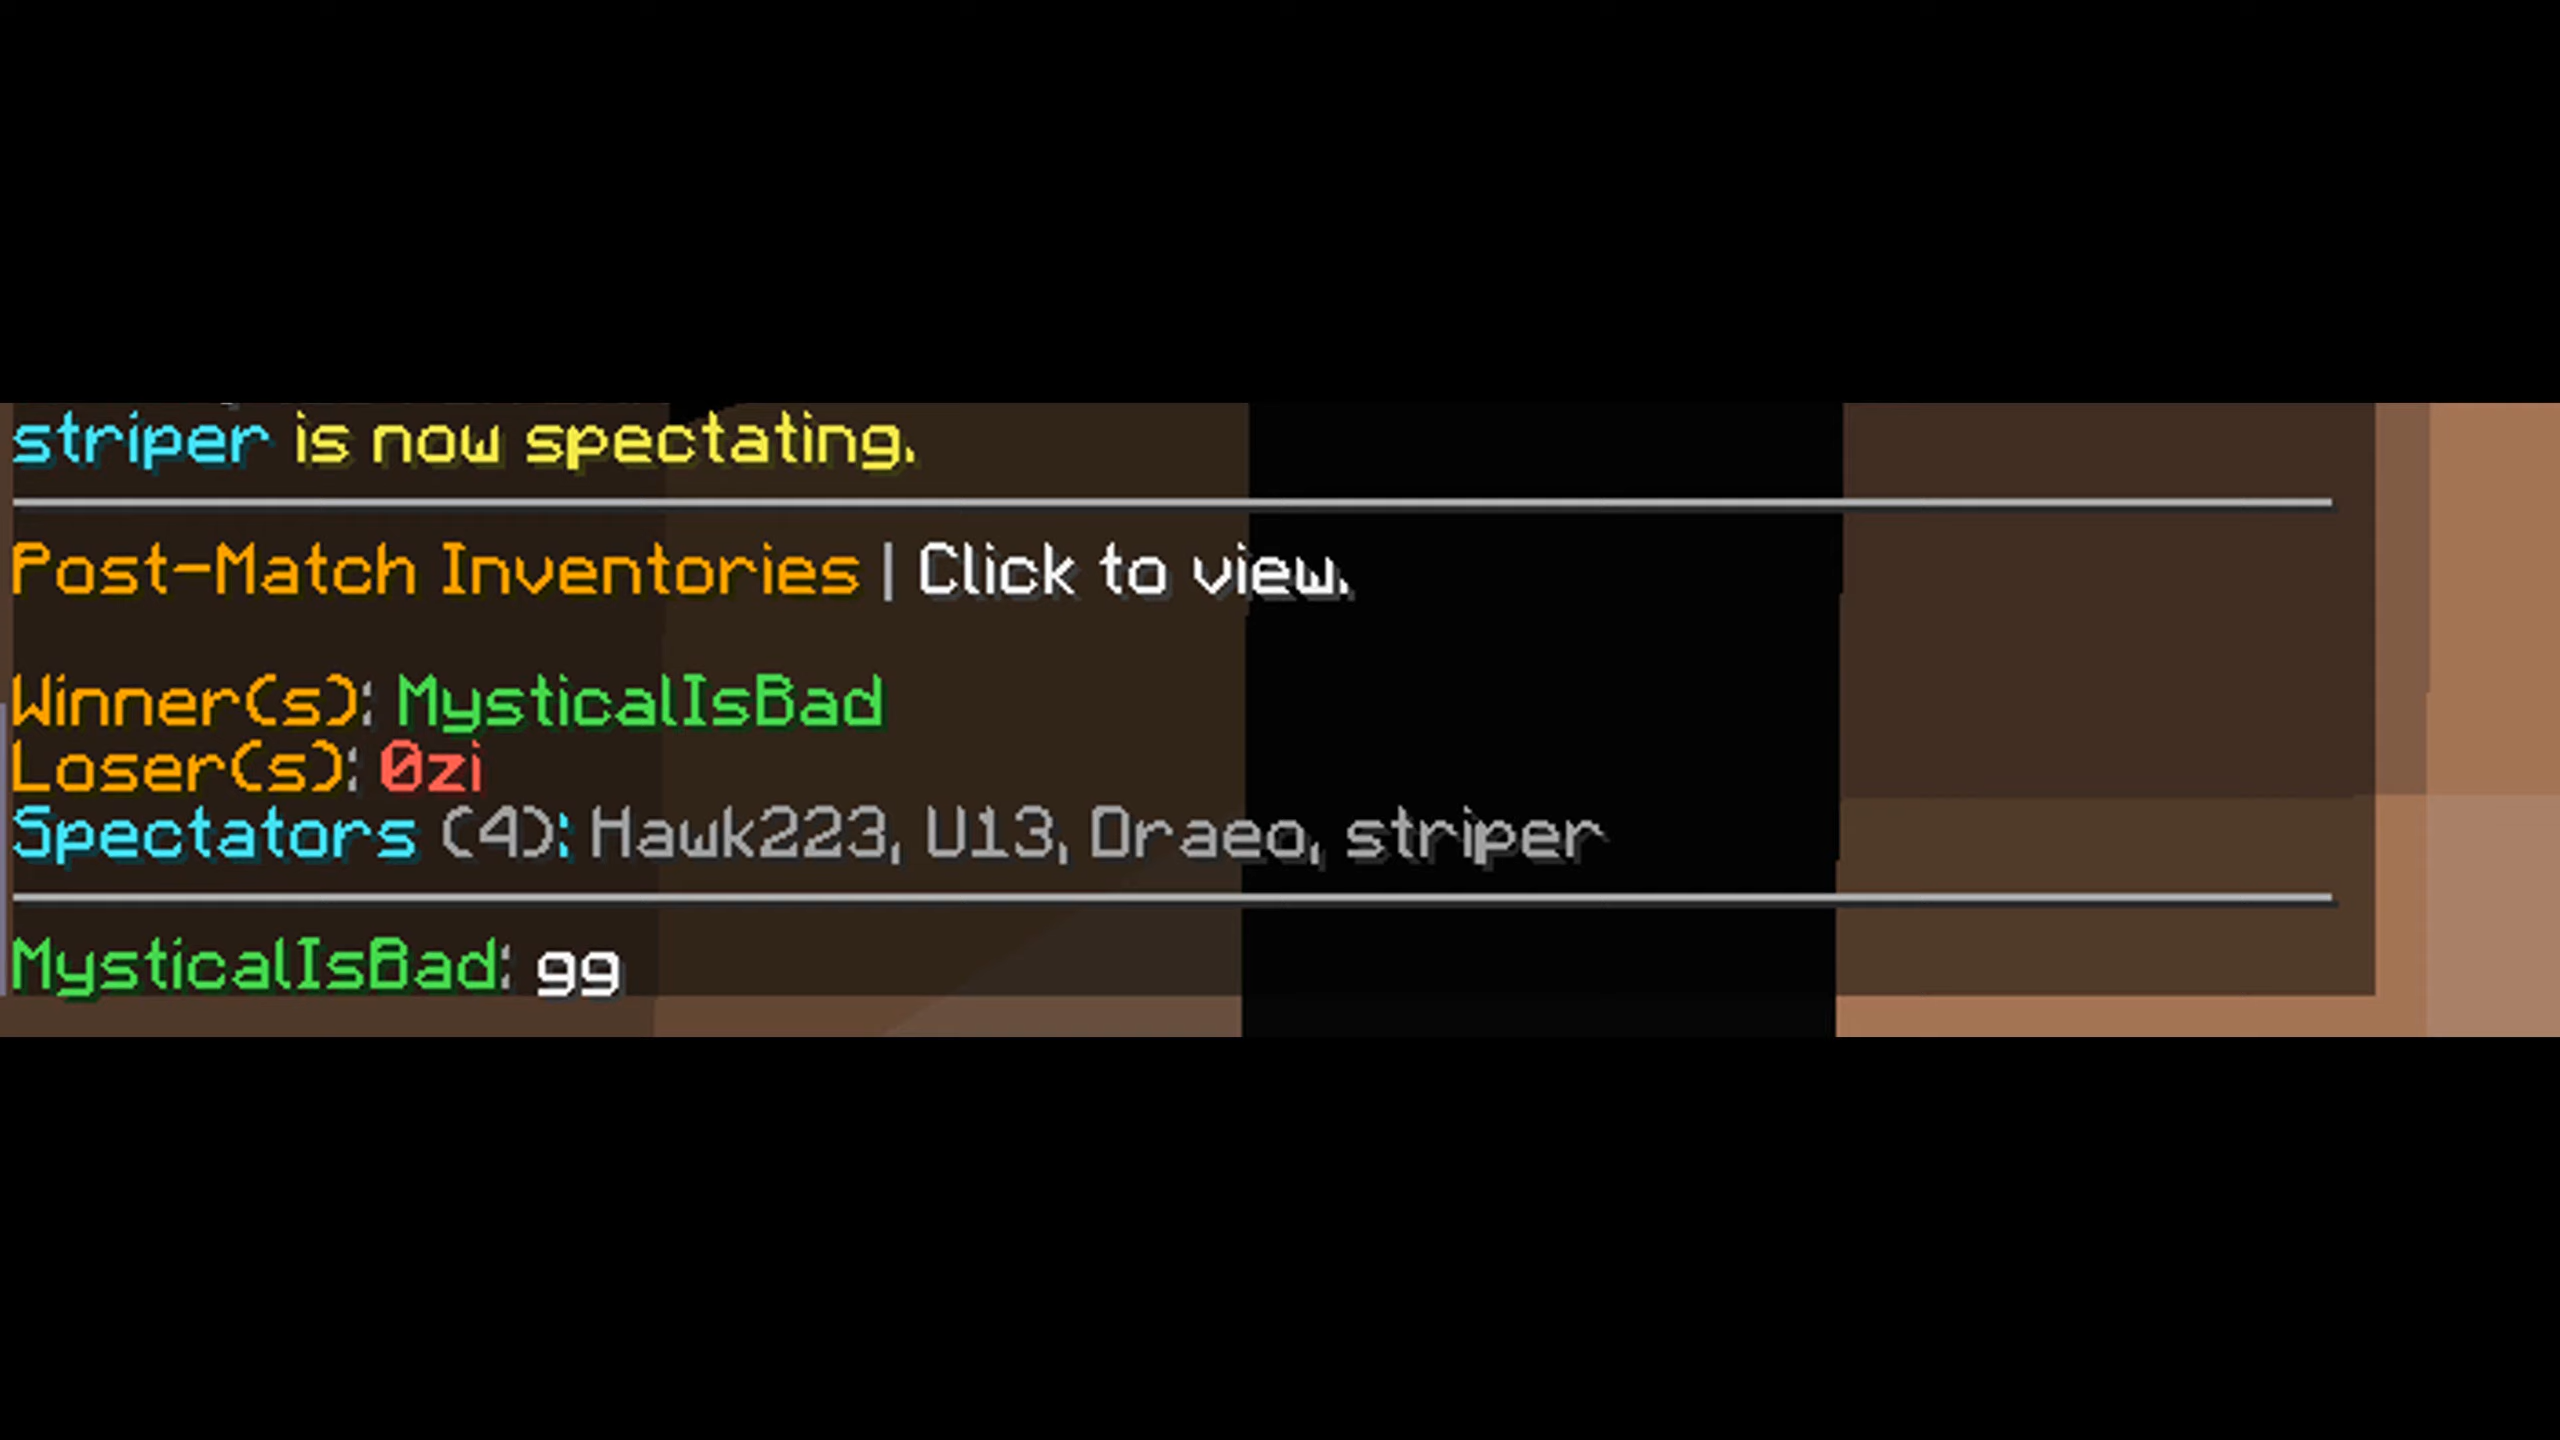 striper is now spectating.
Post-Match Inventories | Click to view.
Winner(s): MysticalIsBad
Loser(s): 0zi
Spectators (4): Hawk223, U13, Draeo, striper
MysticalIsBad: gg